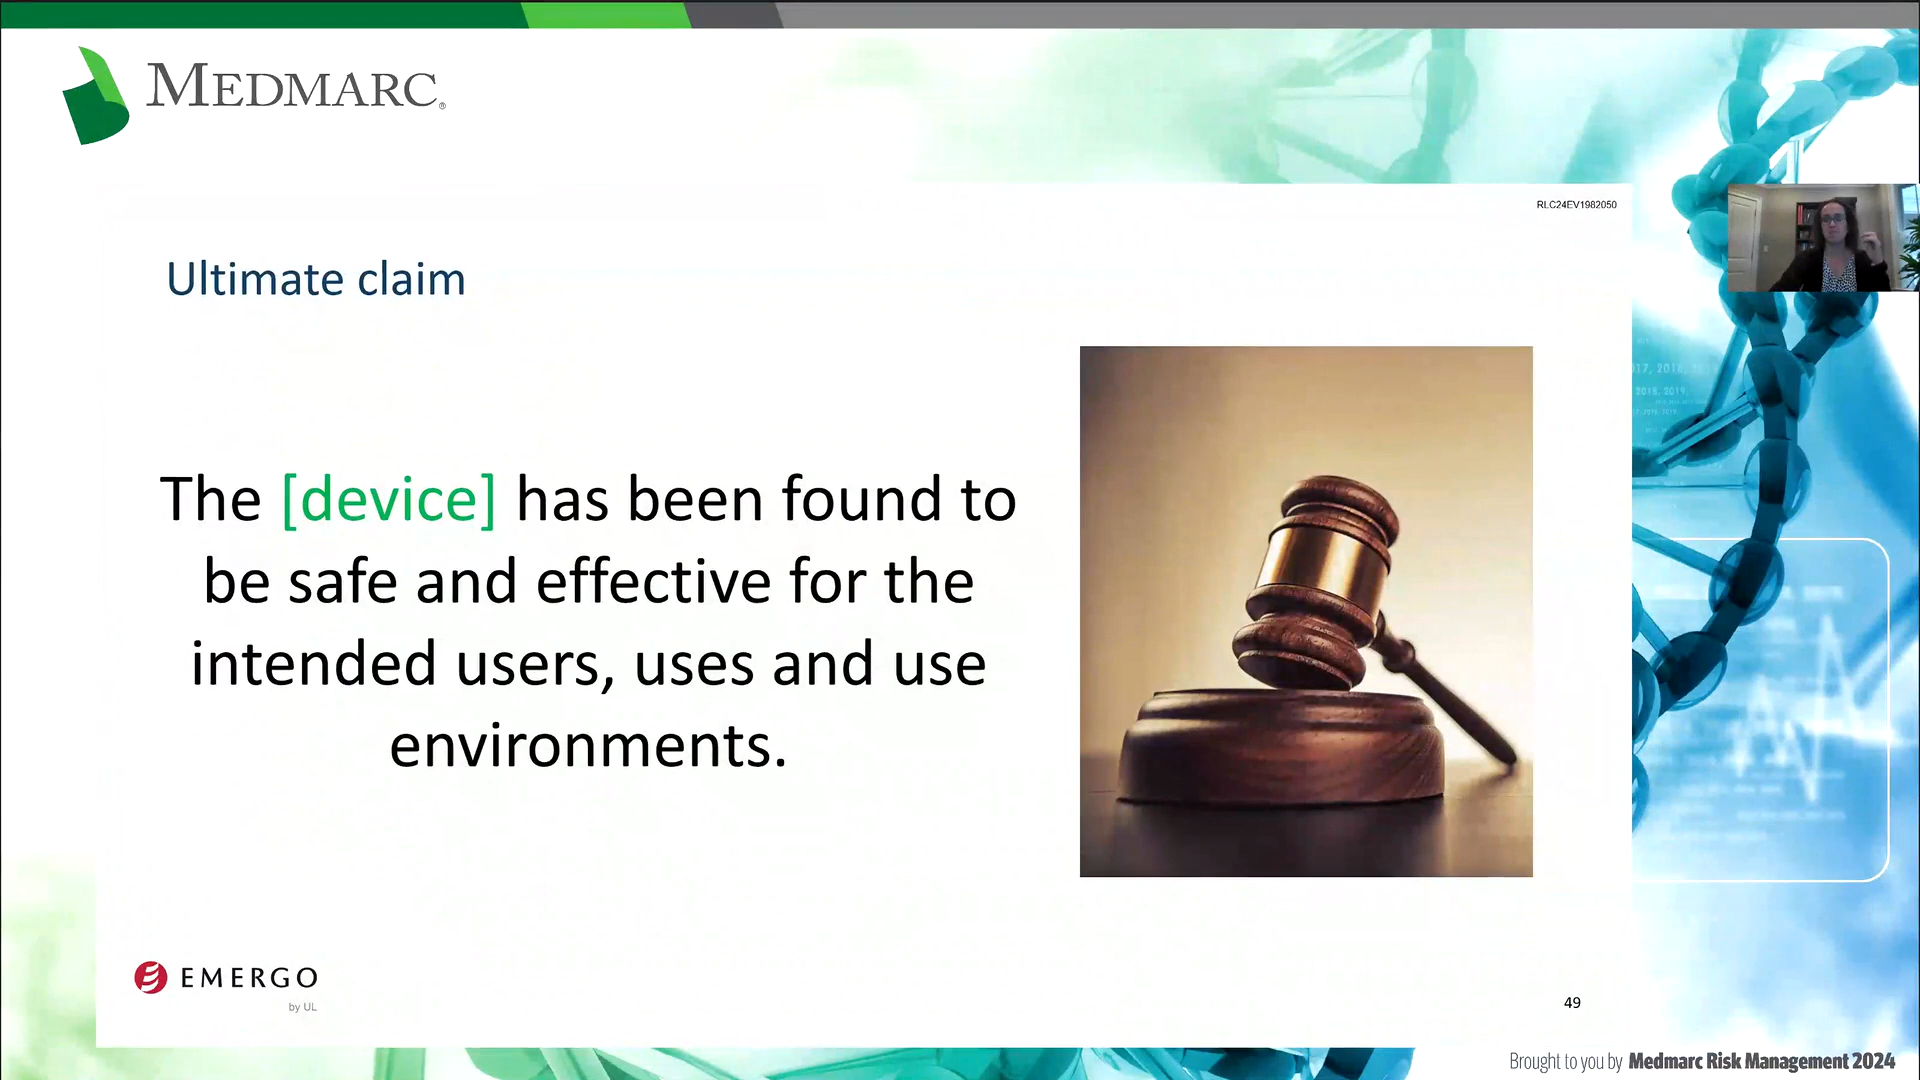 MEDMARC®
RLC24EV1982050
Ultimate claim
The [device] has been found to
be safe and effective for the
intended users, uses and use
environments.
EMERGO
by UL
49
Brought to you by Medmarc Risk Management 2024